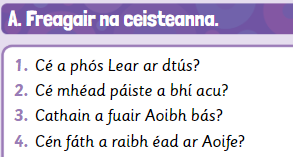 A. Freagair na ceisteanna.
1. Cé a phós Lear ar dtús?
2. Cé mhéad páiste a bhí acu?
3. Cathain a fuair Aoibh bás?
4. Cén fáth a raibh éad ar Aoife?